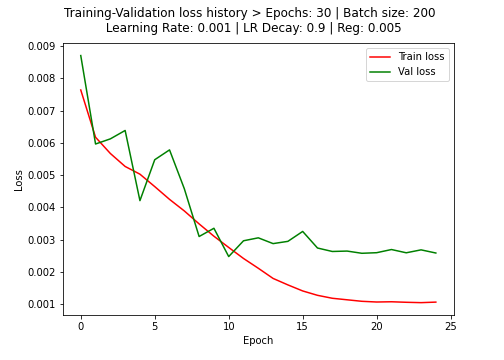 Training-Validation loss history > Epochs: 30 | Batch size: 200
Learning Rate: 0.001 | LR Decay: 0.9 | Reg: 0.005
Train loss
Val loss
Loss
0.009
0.008
0.007
0.006
0.005
0.004
0.003
0.002
0.001
0
5
10
15
20
25
Epoch